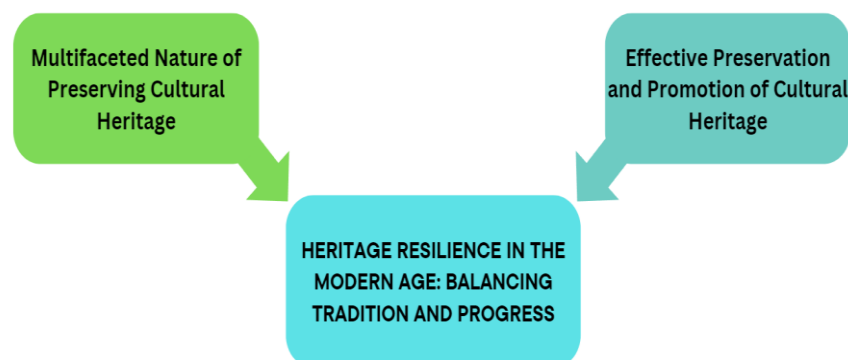 Multifaceted Nature of
Preserving Cultural
Heritage
Effective Preservation
and Promotion of Cultural
Heritage
HERITAGE RESILIENCE IN THE
MODERN AGE: BALANCING
TRADITION AND PROGRESS